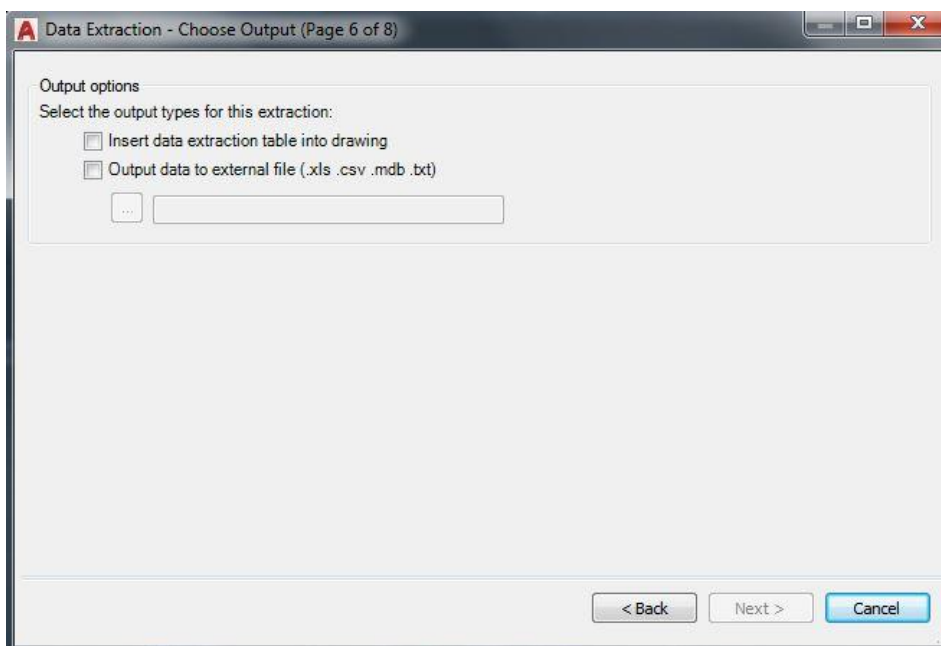 Data Extraction - Choose Output (Page 6 of 8)
Output options
Select the output types for this extraction:
Insert data extraction table into drawing
Output data to external file (.xls .csv .mdb .txt)
...
< Back Next > Cancel